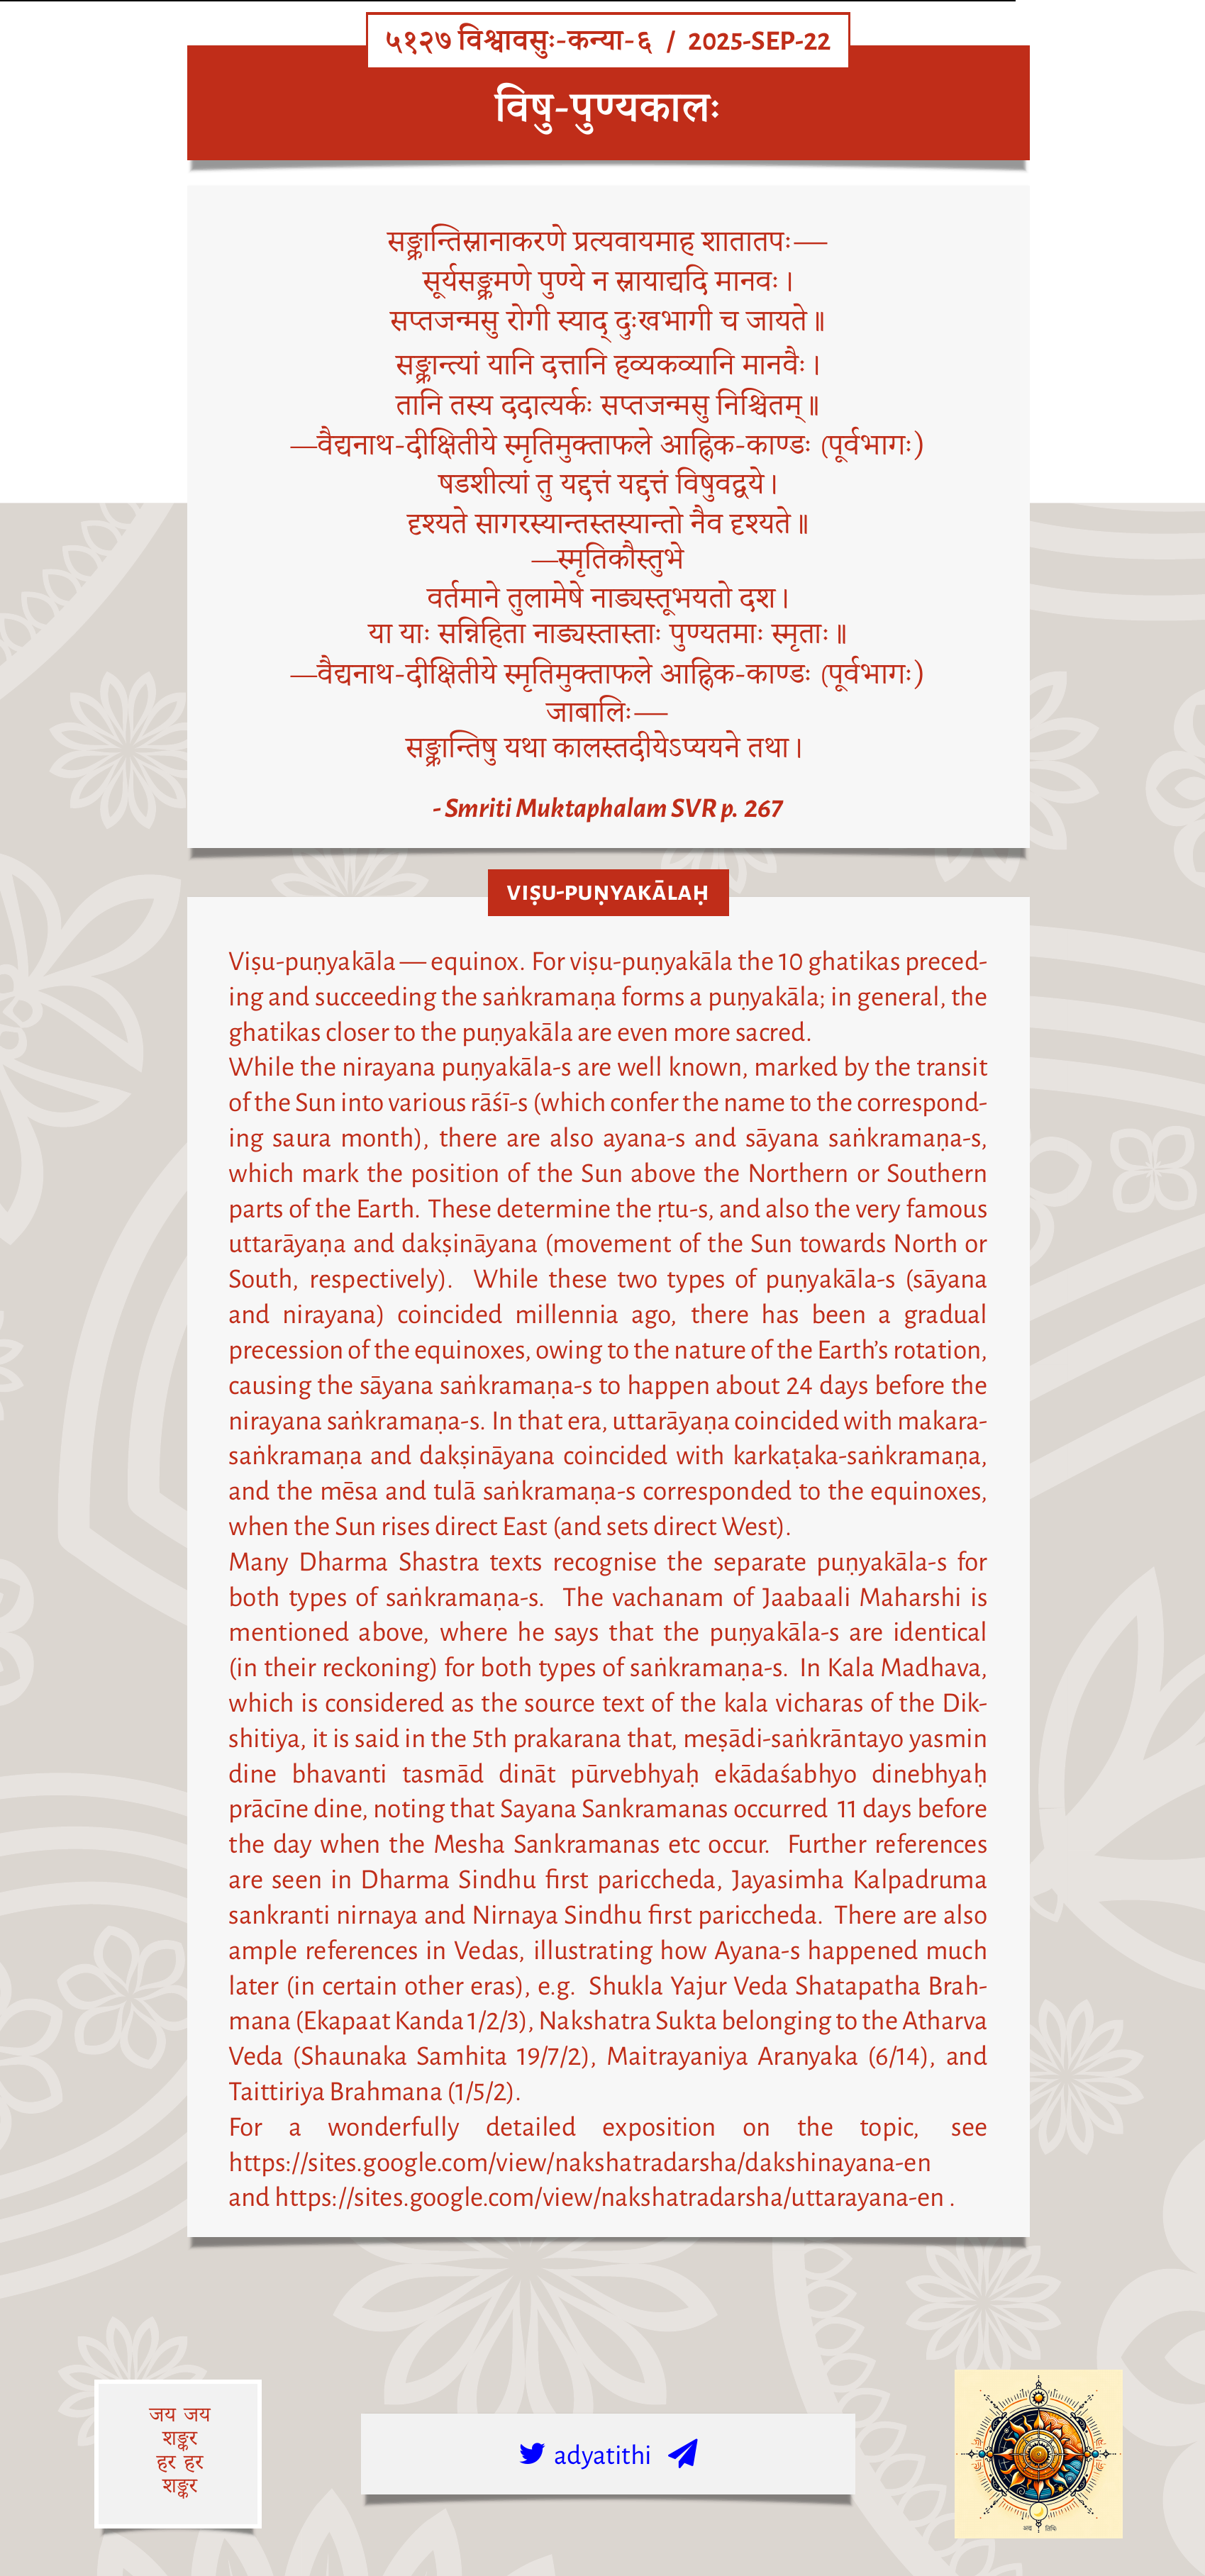 ५१२७ विश्वावसुः-कन्या-६ / 2025-SEP-22
विषु-पुण्यकालः
सङ्क्रान्तिस्नानाकरणे प्रत्यवायमाह शातातपः—
सूर्यसङ्क्रमणे पुण्ये न स्नायाद्यदि मानवः।
सप्तजन्मसु रोगी स्याद् दुःखभागी च जायते॥
सङ्क्रान्त्यां यानि दत्तानि हव्यकव्यानि मानवैः।
तानि तस्य ददात्यर्कः सप्तजन्मसु निश्चितम्॥
—वैद्यनाथ-दीक्षितीये स्मृतिमुक्ताफले आह्निक-काण्डः (पूर्वभागः)
षडशीत्यां तु यद्दत्तं यद्दत्तं विषुवद्वये।
दृश्यते सागरस्यान्तस्तस्यान्तो नैव दृश्यते॥
—स्मृतिकौस्तुभे
वर्तमाने तुलामेषे नाड्यस्तूभयतो दश।
या याः सन्निहिता नाड्यस्तास्ताः पुण्यतमाः स्मृताः॥
—वैद्यनाथ-दीक्षितीये स्मृतिमुक्ताफले आह्निक-काण्डः (पूर्वभागः)
जाबालिः—
सङ्क्रान्तिषु यथा कालस्तदीयेऽप्ययने तथा।
- Smriti Muktaphalam SVR p. 267
VIṢU-PUṆYAKĀLAḤ
Viṣu-puṇyakāla — equinox. For viṣu-puṇyakāla the 10 ghatikas preced-
ing and succeeding the saṅkramaṇa forms a puṇyakāla; in general, the
ghatikas closer to the puṇyakāla are even more sacred.
While the nirayana puṇyakāla-s are well known, marked by the transit
of the Sun into various rāśī-s (which confer the name to the correspond-
ing saura month), there are also ayana-s and sāyana saṅkramaṇa-s,
which mark the position of the Sun above the Northern or Southern
parts of the Earth. These determine the ṛtu-s, and also the very famous
uttarāyaṇa and dakṣināyana (movement of the Sun towards North or
South, respectively). While these two types of puṇyakāla-s (sāyana
and nirayana) coincided millennia ago, there has been a gradual
precession of the equinoxes, owing to the nature of the Earth's rotation,
causing the sāyana saṅkramaṇa-s to happen about 24 days before the
nirayana saṅkramaṇa-s. In that era, uttarāyaṇa coincided with makara-
saṅkramaṇa and dakṣināyana coincided with karkaṭaka-saṅkramaṇa,
and the mēsa and tulā saṅkramaṇa-s corresponded to the equinoxes,
when the Sun rises direct East (and sets direct West).
Many Dharma Shastra texts recognise the separate puṇyakāla-s for
both types of saṅkramaṇa-s. The vachanam of Jaabaali Maharshi is
mentioned above, where he says that the puṇyakāla-s are identical
(in their reckoning) for both types of saṅkramaṇa-s. In Kala Madhava,
which is considered as the source text of the kala vicharas of the Dik-
shitiya, it is said in the 5th prakarana that, meṣādi-saṅkrāntayo yasmin
dine bhavanti tasmād dināt pūrvebhyaḥ ekādaśabhyo dinebhyaḥ
prācīne dine, noting that Sayana Sankramanas occurred 11 days before
the day when the Mesha Sankramanas etc occur. Further references
are seen in Dharma Sindhu first pariccheda, Jayasimha Kalpadruma
sankranti nirnaya and Nirnaya Sindhu first pariccheda. There are also
ample references in Vedas, illustrating how Ayana-s happened much
later (in certain other eras), e.g. Shukla Yajur Veda Shatapatha Brah-
mana (Ekapaat Kanda 1/2/3), Nakshatra Sukta belonging to the Atharva
Veda (Shaunaka Samhita 19/7/2), Maitrayaniya Aranyaka (6/14), and
Taittiriya Brahmana (1/5/2).
For a wonderfully detailed exposition on the topic, see
https://sites.google.com/view/nakshatradarsha/dakshinayana-en
and https://sites.google.com/view/nakshatradarsha/uttarayana-en .
जय जय
शङ्कर
हर हर
शङ्कर
adyatithi